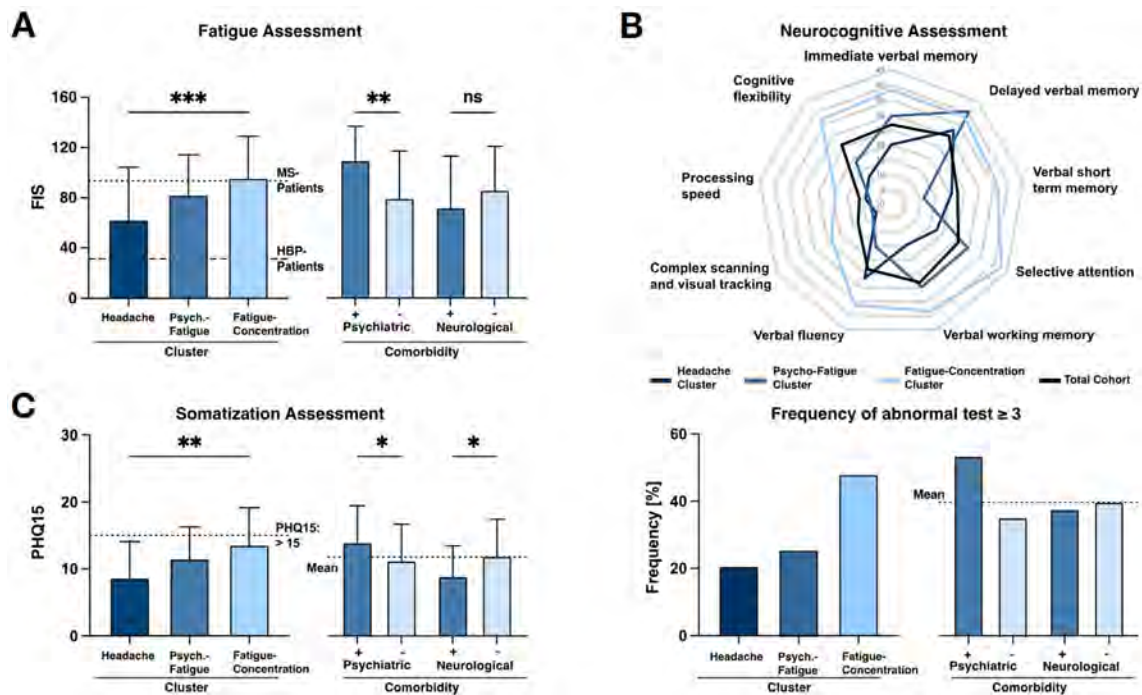 A
Fatigue Assessment
160
120
80
40
0
FIS
***
**
ns
MS-
Patients
HBP-
Patients
Headache
Psych.-
Fatigue
Fatigue-
Concentration
Cluster
+
-
+
-
Psychiatric
Neurological
Comorbidity
B
Neurocognitive Assessment
Immediate verbal memory
Delayed verbal memory
Verbal short
term memory
Selective attention
Verbal working memory
Verbal fluency
Complex scanning
and visual tracking
Processing
speed
Cognitive
flexibility
Headache
Cluster
Psycho-Fatigue
Cluster
Fatigue-Concentration
Cluster
Total Cohort
C
Somatization Assessment
30
20
10
0
PHQ15
**
*
*
PHQ15:
> 15
Mean
Headache
Psych.-
Fatigue
Fatigue-
Concentration
Cluster
+
-
+
-
Psychiatric
Neurological
Comorbidity
Frequency of abnormal test ≥ 3
60
40
20
0
Frequency [%]
Mean
Headache
Psych.-
Fatigue
Fatigue-
Concentration
Cluster
+
-
+
-
Psychiatric
Neurological
Comorbidity